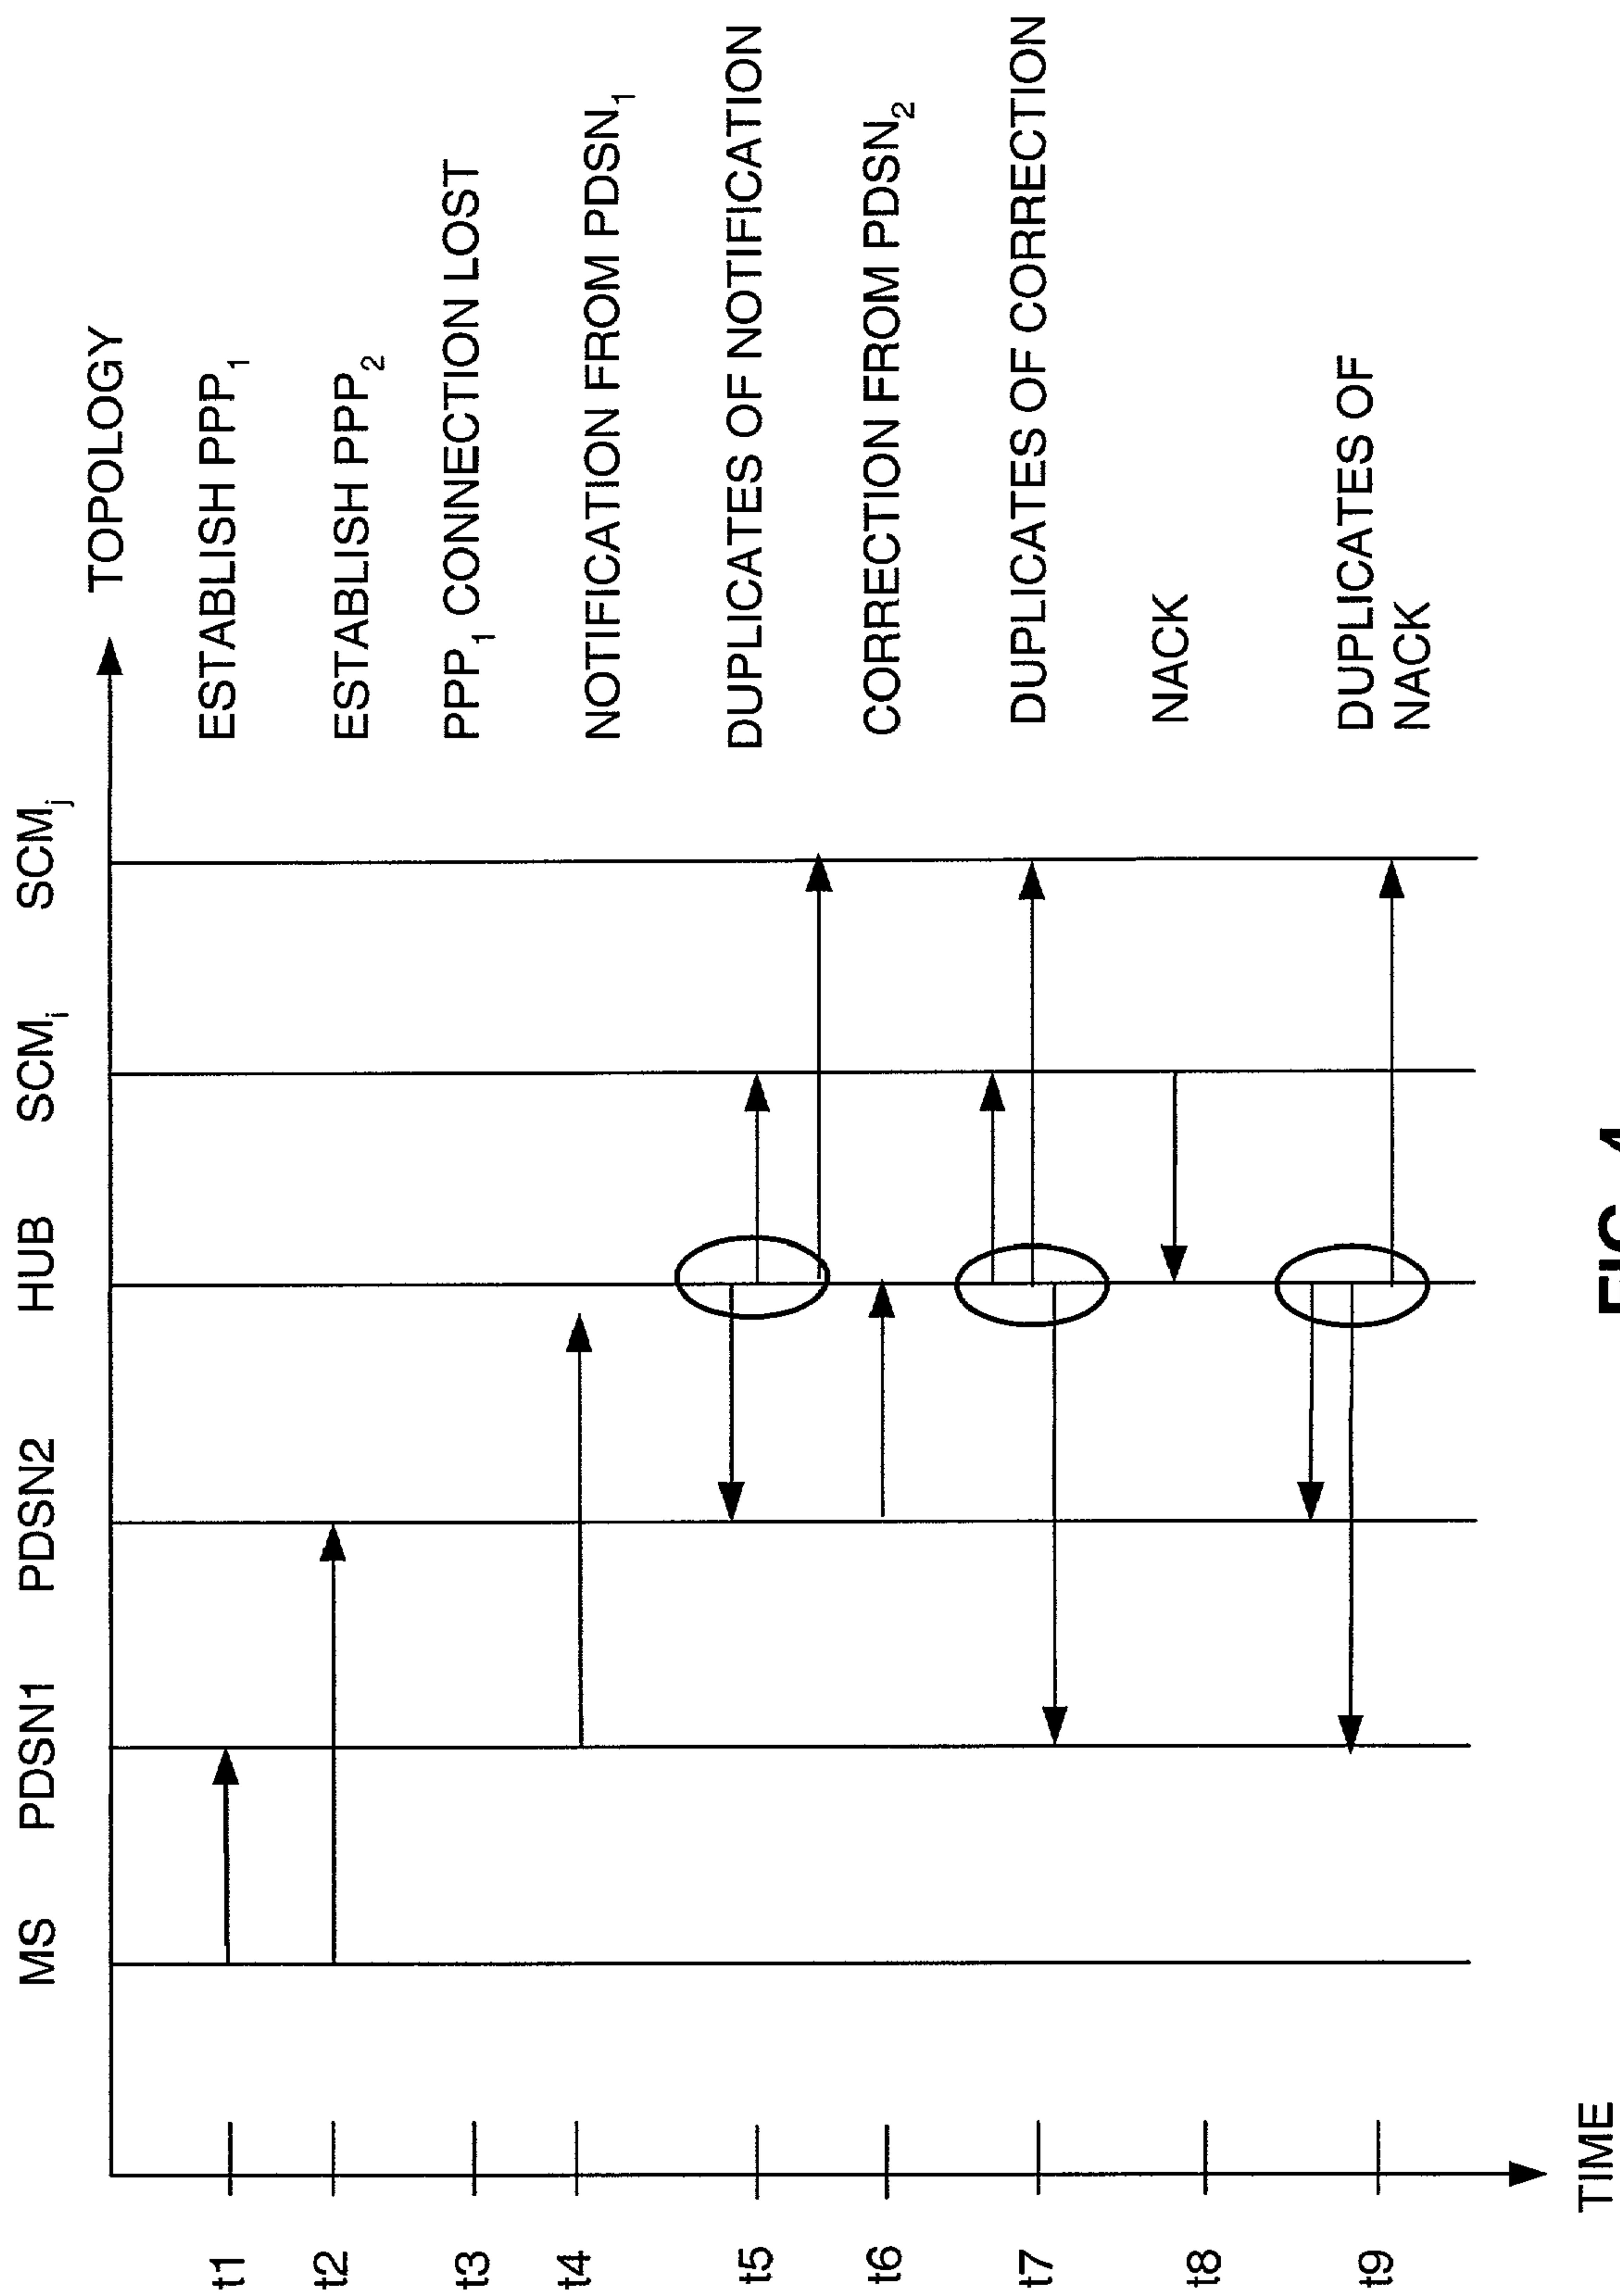 MS PDSN1 PDSN2 HUB SCMi SCMj
TOPOLOGY
t1 ESTABLISH PPP1
t2 ESTABLISH PPP2
t3 PPP1 CONNECTION LOST
t4 NOTIFICATION FROM PDSN1
t5 DUPLICATES OF NOTIFICATION
t6 CORRECTION FROM PDSN2
t7 DUPLICATES OF CORRECTION
t8 NACK
t9 DUPLICATES OF
NACK
TIME
FIG.